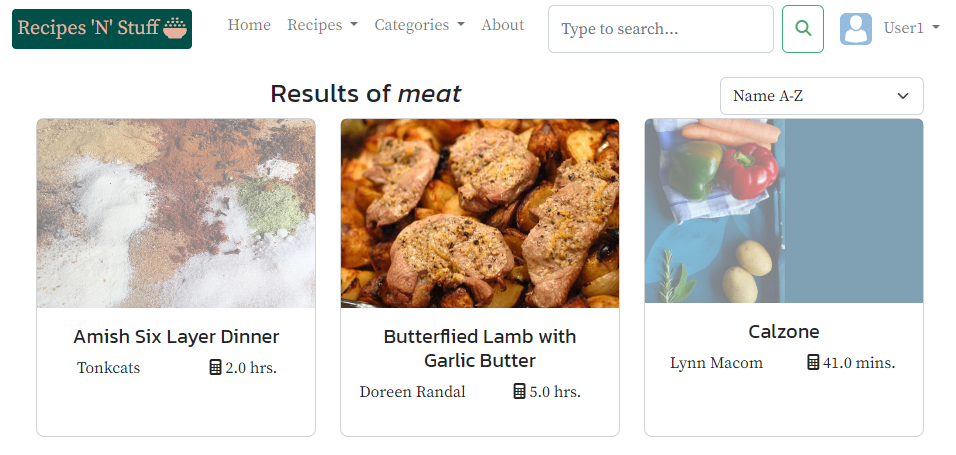 Recipes 'N' Stuff
Home
Recipes
Categories
About
Type to search...
User1
Results of meat
Name A-Z
Amish Six Layer Dinner
Tonkcats
2.0 hrs.
Butterflied Lamb with
Garlic Butter
Doreen Randal
5.0 hrs.
Calzone
Lynn Macom
41.0 mins.